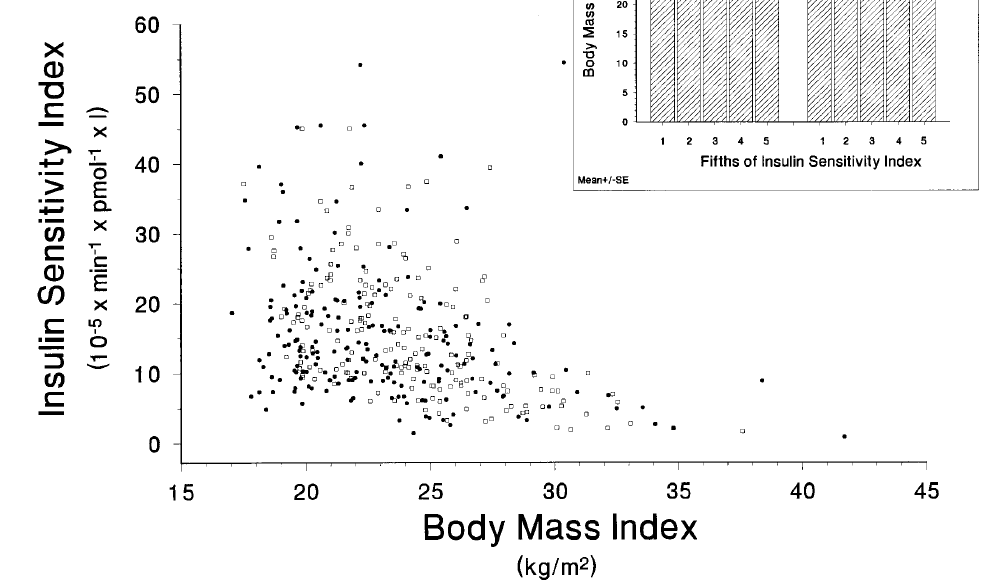 60
50
40
30
20
10
0
Insulin Sensitivity Index
(10⁻⁵ x min⁻¹ x pmol⁻¹ x l)
15 20 25 30 35 40 45
Body Mass Index
(kg/m²)
Body Mass
20
15
10
5
0
1 2 3 4 5 1 2 3 4 5
Fifths of Insulin Sensitivity Index
Mean+/-SE